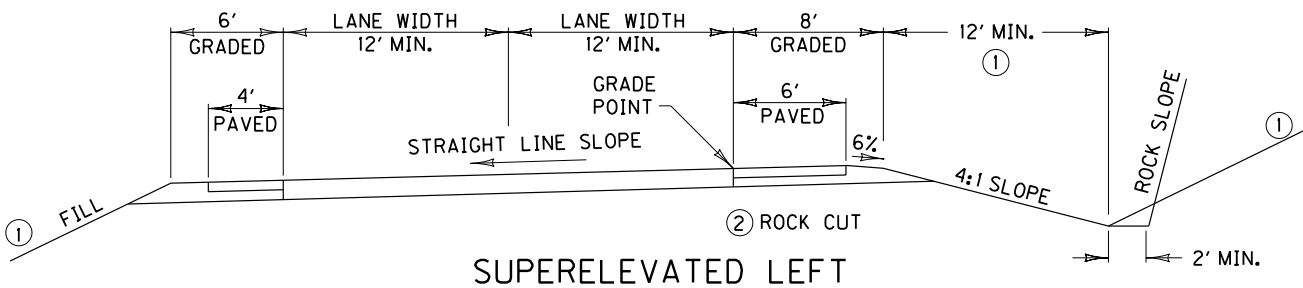 6' LANE WIDTH LANE WIDTH 8' 12' MIN.
GRADED 12' MIN. 12' MIN. GRADED ①
4' GRADE 6'
PAVED POINT PAVED
STRAIGHT LINE SLOPE 6%
ROCK SLOPE
①
4:1 SLOPE
FILL
①
② ROCK CUT
2' MIN.
SUPERELEVATED LEFT